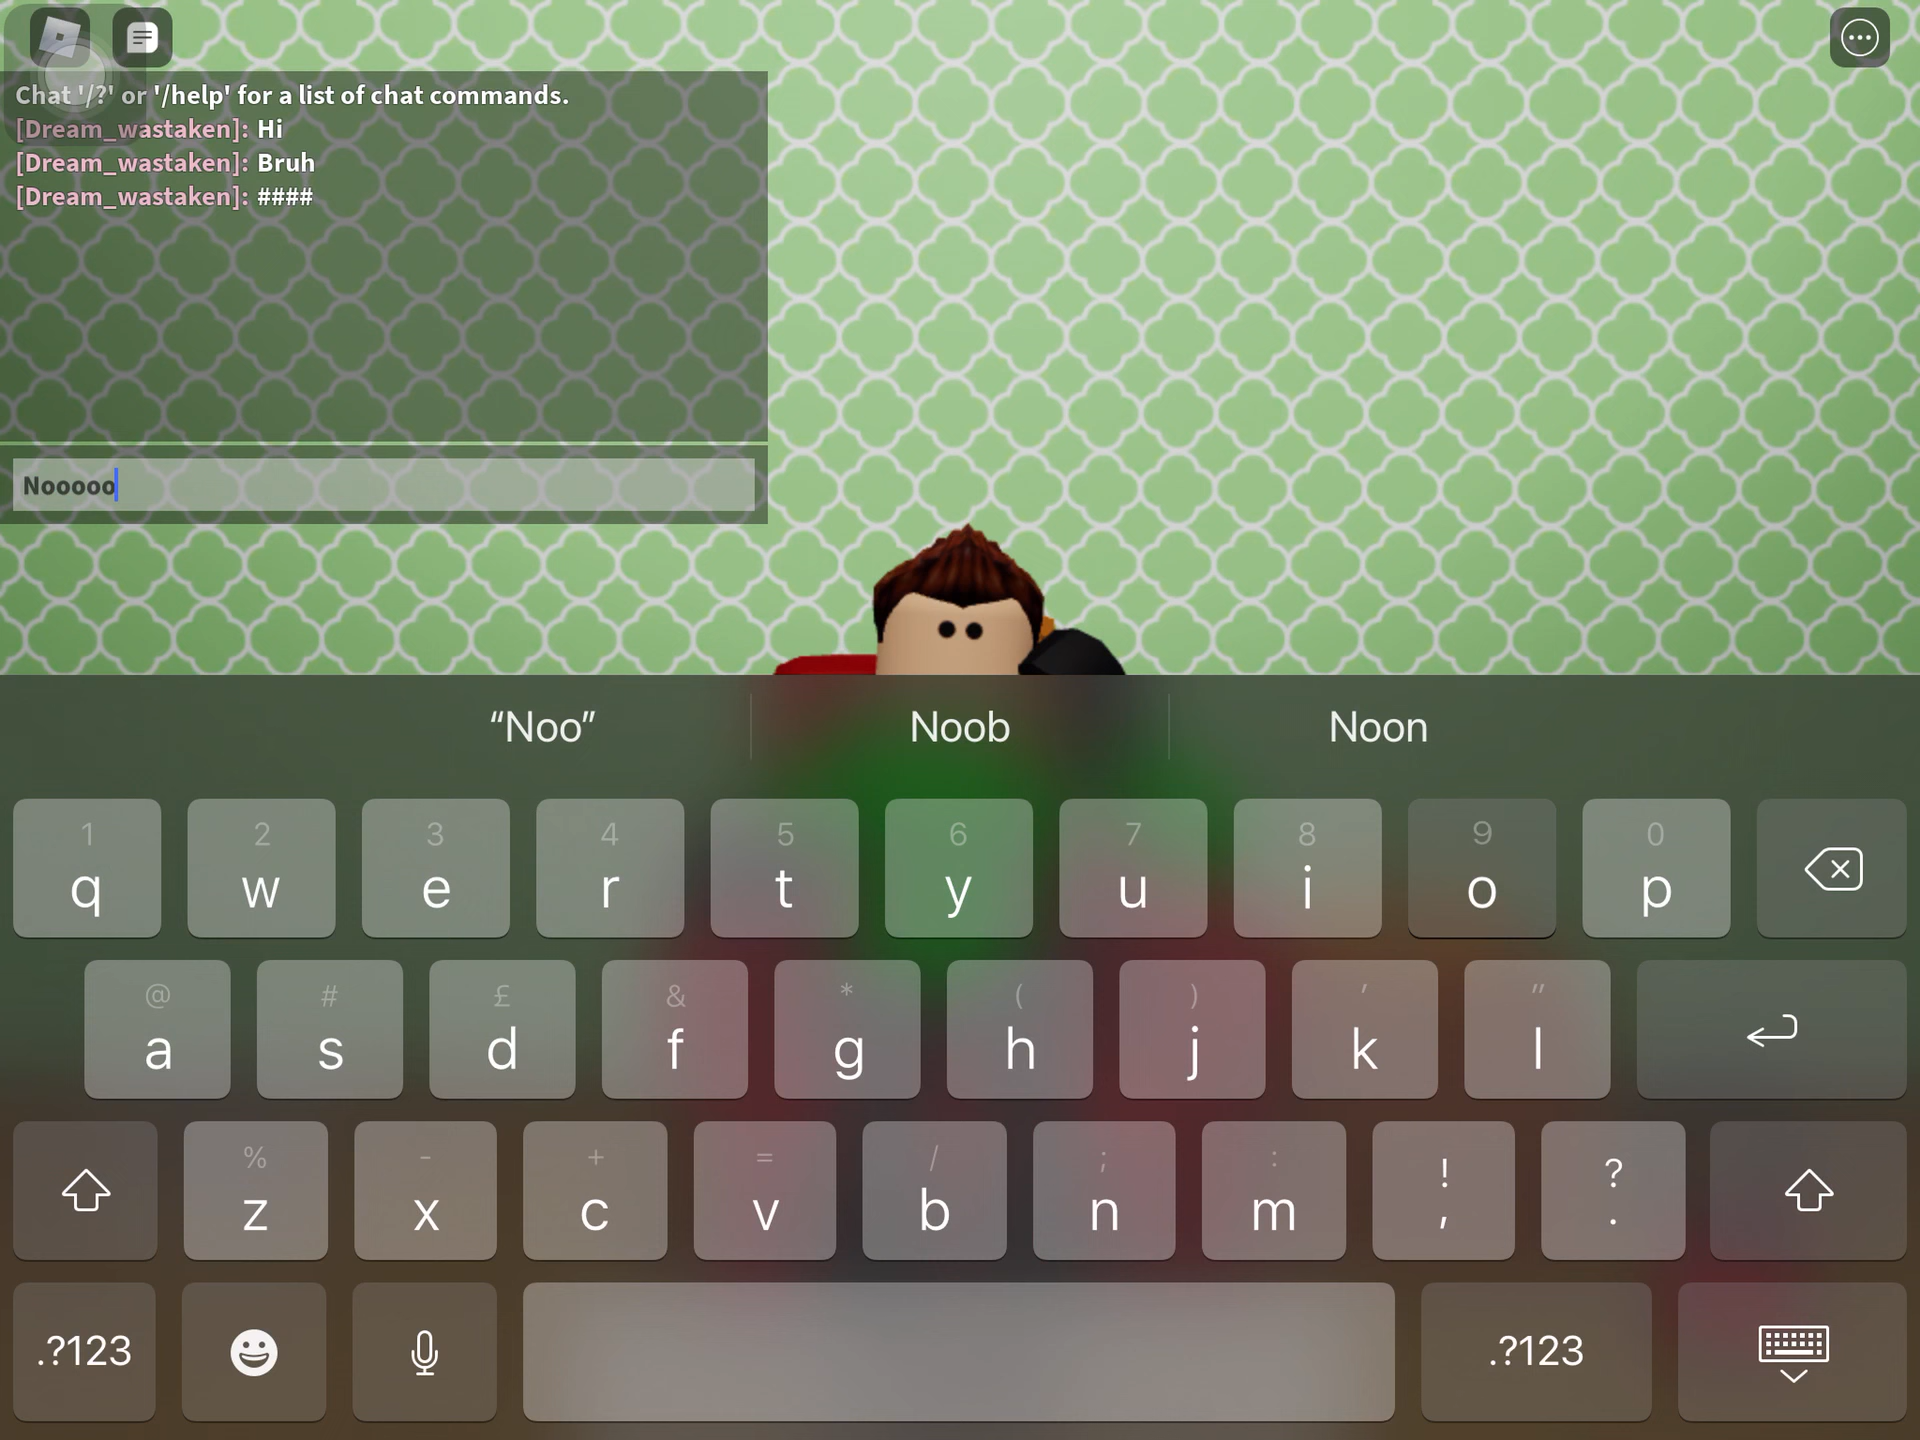 Chat '/?' or '/help' for a list of chat commands.
[Dream_wastaken]: Hi
[Dream_wastaken]: Bruh
[Dream_wastaken]: ####
Nooooo
“Noo” Noob Noon
1 2 3 4 5 6 7 8 9 0
q w e r t y u i o p
@ # £ & * ( ) ' "
a s d f g h j k l
% - + = / ; : ! ?
z x c v b n m , .
.?123 .?123